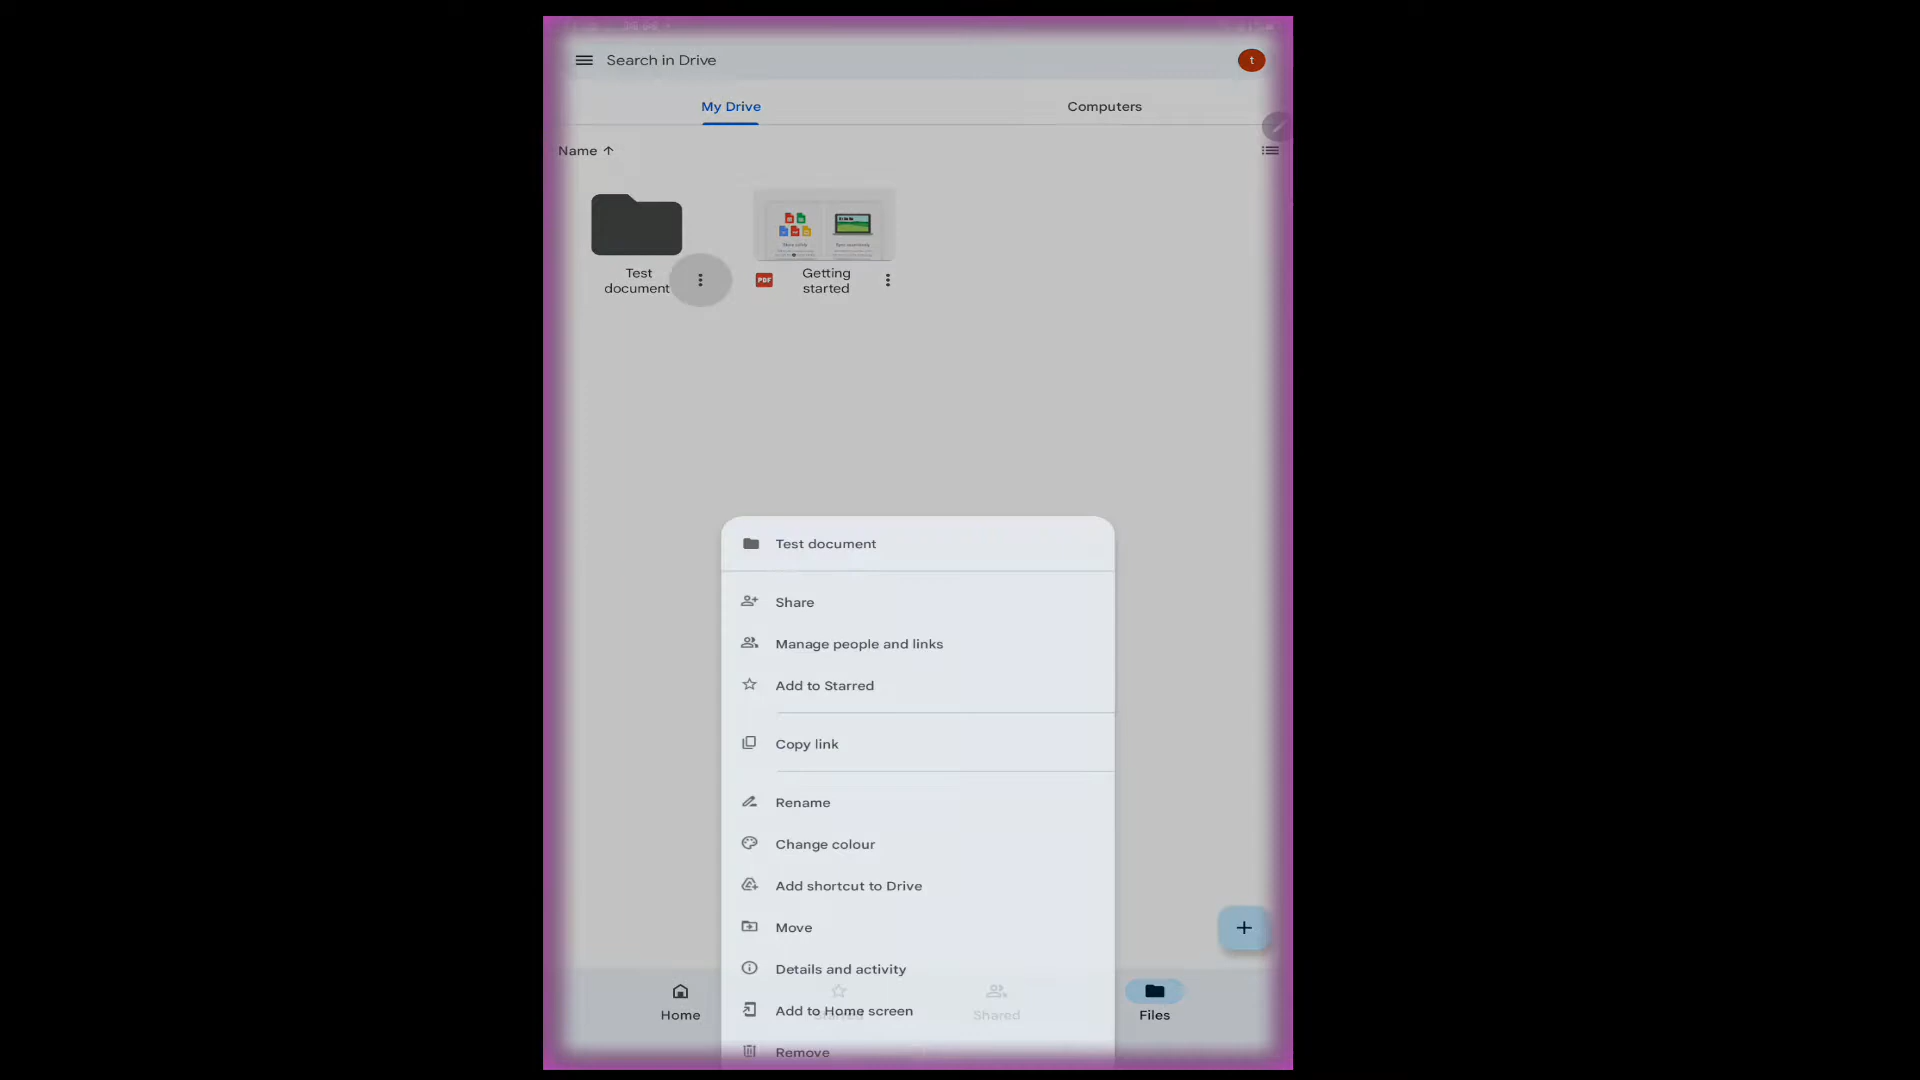 Search in Drive
t
My Drive
Computers
Name
Test
document
PDF
Getting
started
Test document
Share
Manage people and links
Add to Starred
Copy link
Rename
Change colour
Add shortcut to Drive
Move
Details and activity
Add to Home screen
Remove
Home
Starred
Shared
Files